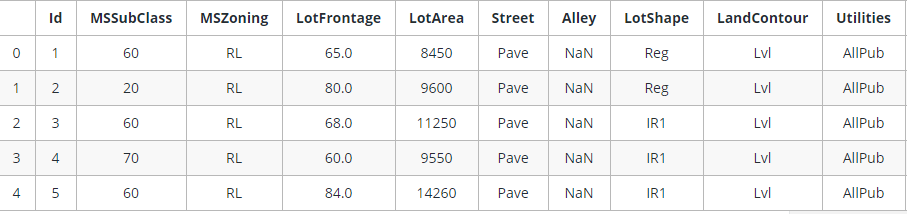 Id MSSubClass MSZoning LotFrontage LotArea Street Alley LotShape LandContour Utilities
0 1 60 RL 65.0 8450 Pave NaN Reg Lvl AllPub
1 2 20 RL 80.0 9600 Pave NaN Reg Lvl AllPub
2 3 60 RL 68.0 11250 Pave NaN IR1 Lvl AllPub
3 4 70 RL 60.0 9550 Pave NaN IR1 Lvl AllPub
4 5 60 RL 84.0 14260 Pave NaN IR1 Lvl AllPub